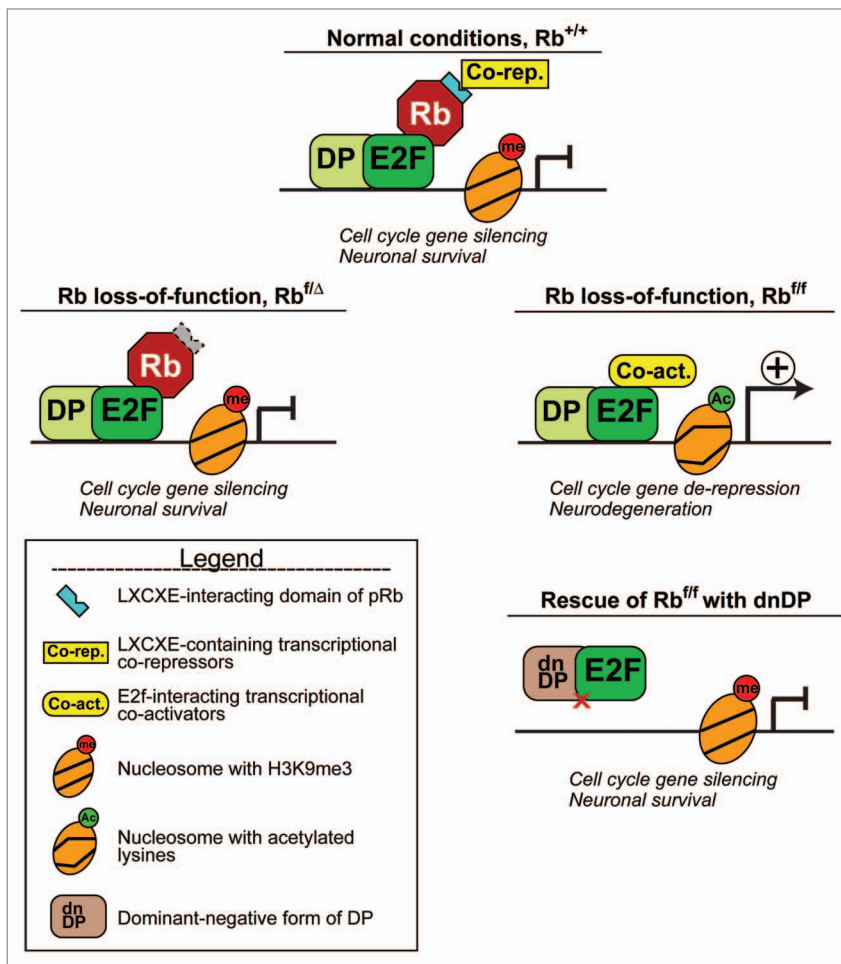 Normal conditions, Rb+/+
Co-rep.
Rb
DP E2F me
Cell cycle gene silencing
Neuronal survival
Rb loss-of-function, Rbf/Δ
Rb
DP E2F me
Cell cycle gene silencing
Neuronal survival
Rb loss-of-function, Rbf/f
Co-act. +
DP E2F Ac
Cell cycle gene de-repression
Neurodegeneration
Legend
LXCXE-interacting domain of pRb
Co-rep. LXCXE-containing transcriptional
co-repressors
Co-act. E2f-interacting transcriptional
co-activators
me
Nucleosome with H3K9me3
Ac
Nucleosome with acetylated
lysines
dn
DP Dominant-negative form of DP
Rescue of Rbf/f with dnDP
dn
DP E2F me
Cell cycle gene silencing
Neuronal survival